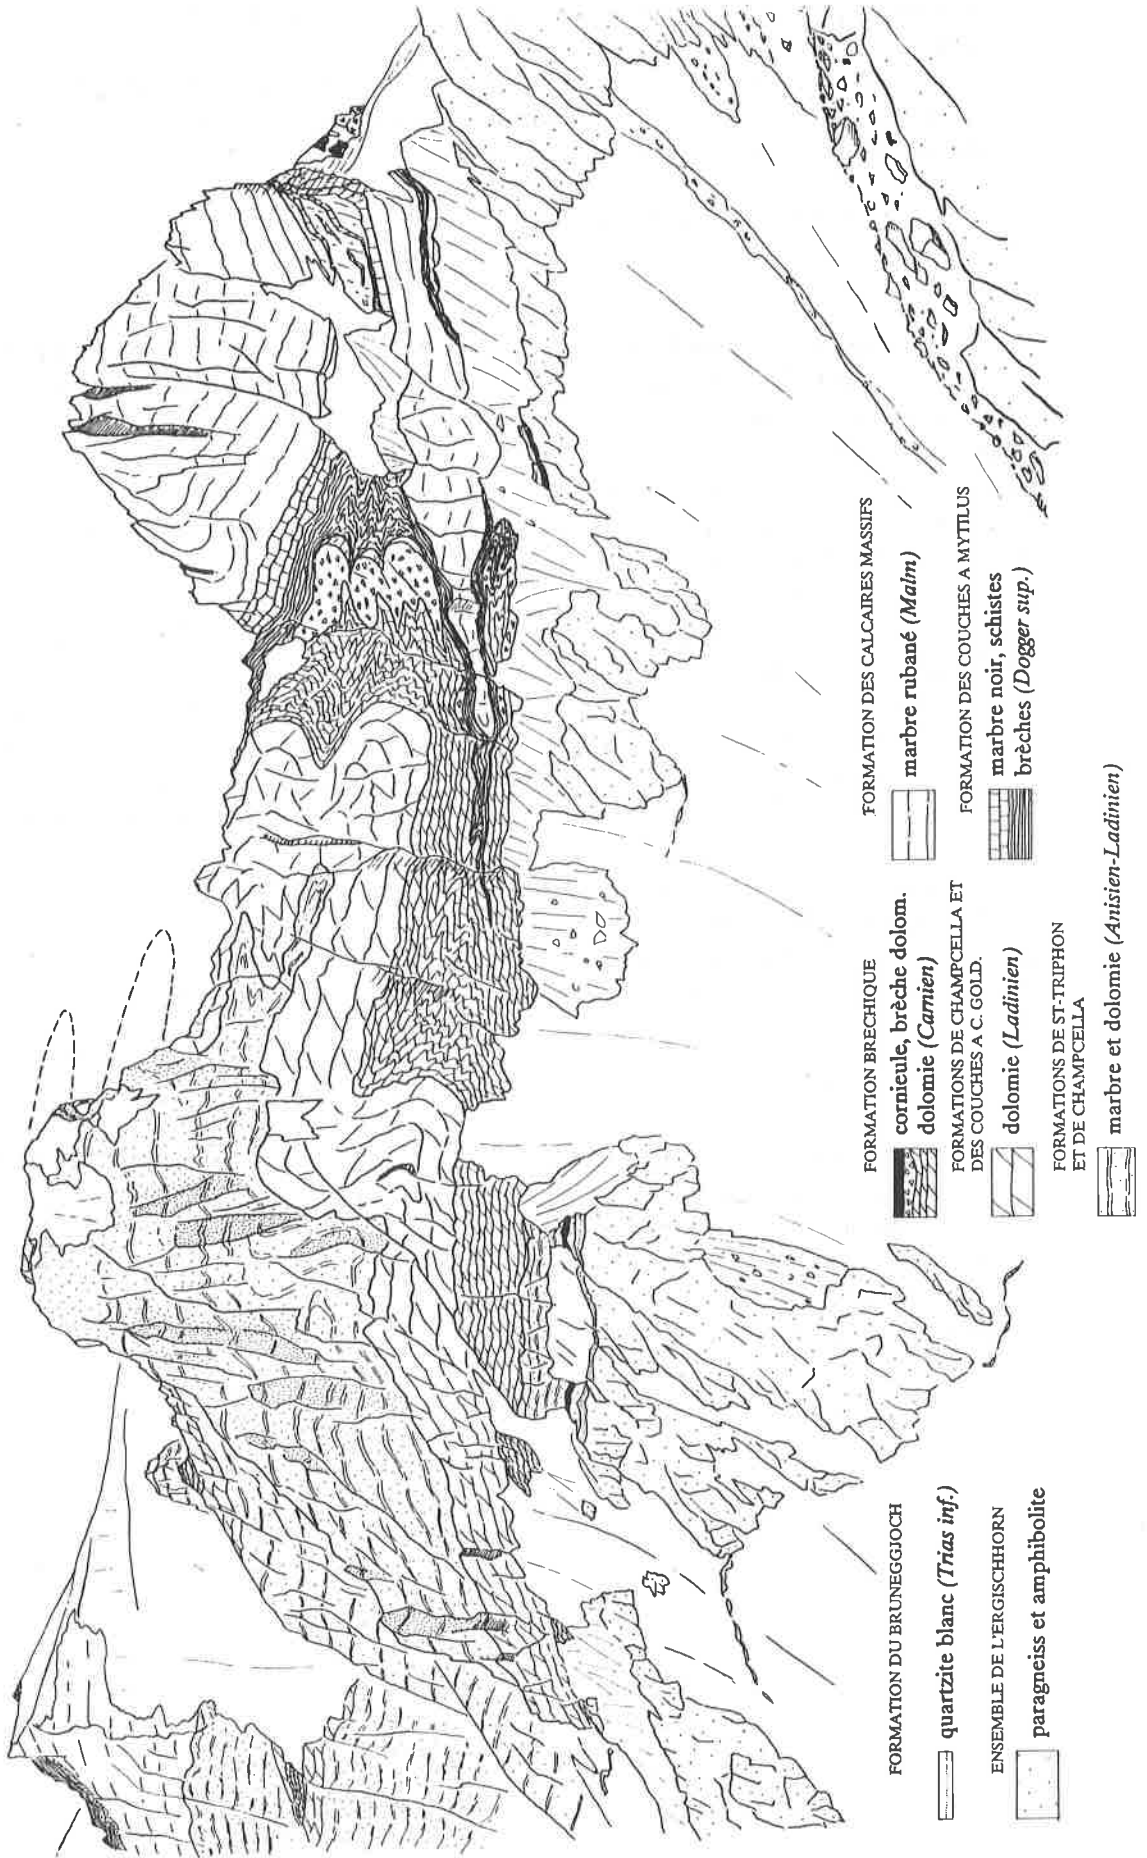 FORMATION DU BRUNEGGJOCH
quartzite blanc (Trias inf.)
ENSEMBLE DE L'ERGISCHHORN
paragneiss et amphibolite
FORMATION BRECHIQUE
cornieule, brèche dolom.
dolomie (Carnien)
FORMATIONS DE CHAMPCELLA ET
DES COUCHES A C. GOLD.
dolomie (Ladinien)
FORMATIONS DE ST-TRIPHON
ET DE CHAMPCELLA
marbre et dolomie (Anisien-Ladinien)
FORMATION DES CALCAIRES MASSIFS
marbre rubané (Malm)
FORMATION DES COUCHES A MYTILUS
marbre noir, schistes
brèches (Dogger sup.)